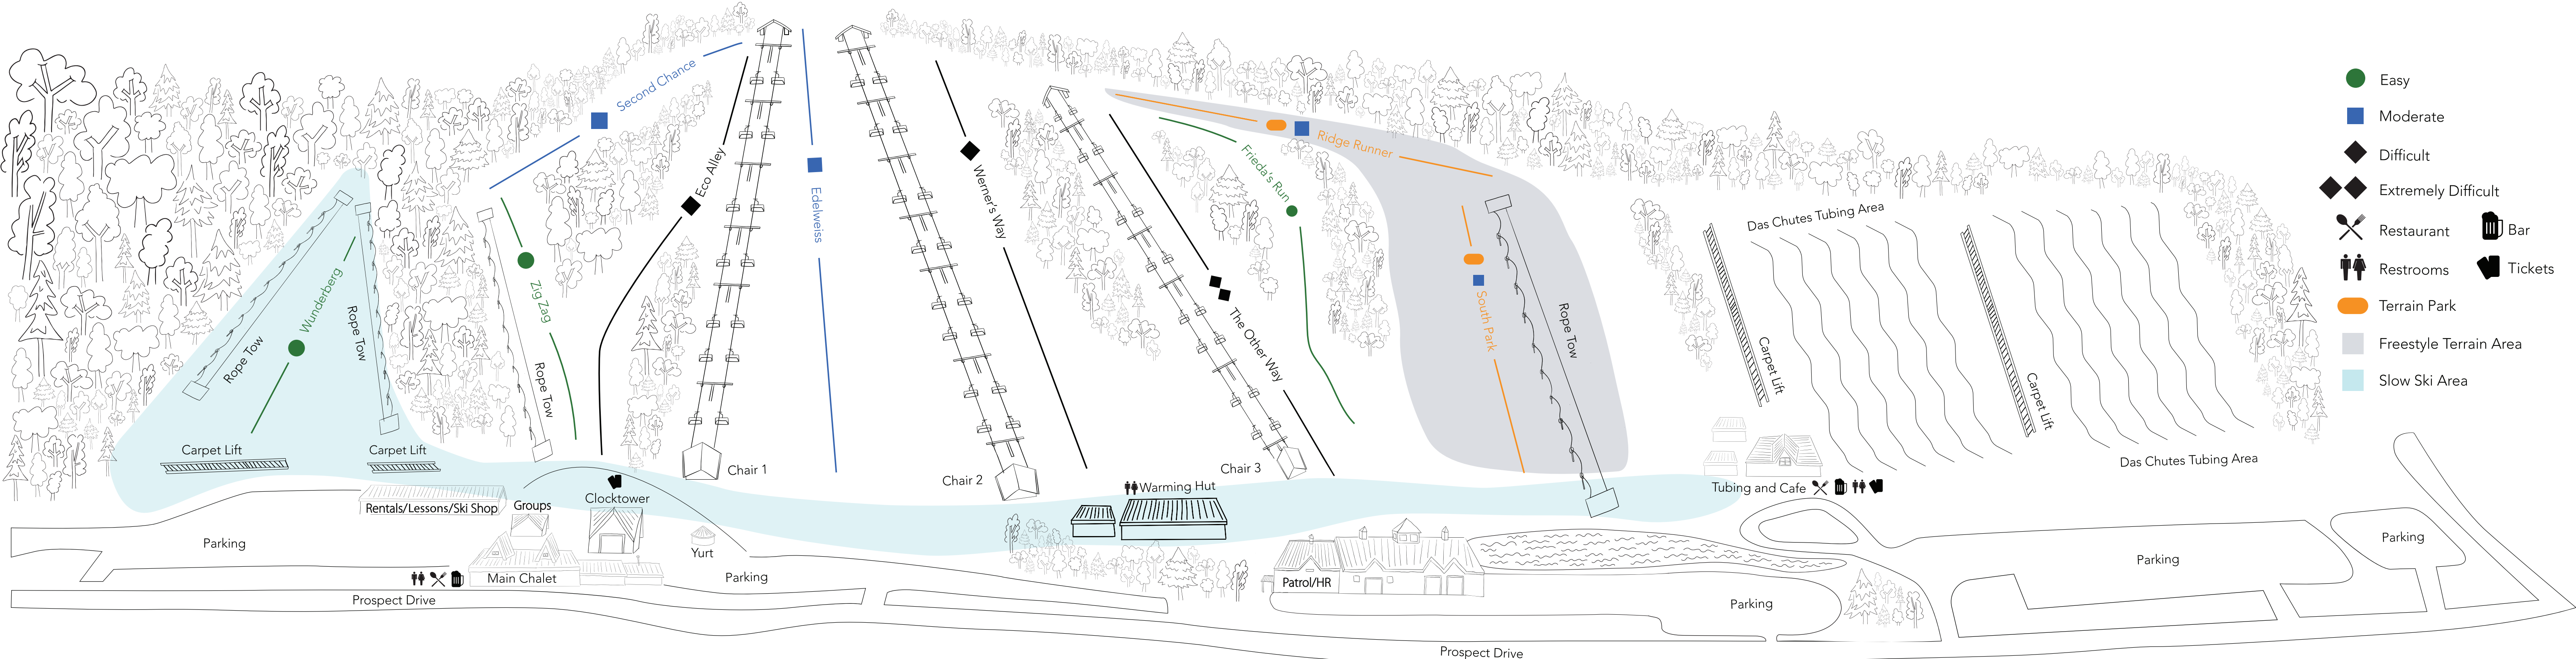 Second Chance
Eco Alley
Edelweiss
Werner's Way
Frieda's Run
Ridge Runner
The Other Way
South Park
Rope Tow
Wunderberg
Rope Tow
Rope Tow
Zig Zag
Rope Tow
Carpet Lift
Carpet Lift
Chair 1
Chair 2
Chair 3
Das Chutes Tubing Area
Carpet Lift
Carpet Lift
Das Chutes Tubing Area
Rentals/Lessons/Ski Shop
Groups
Clocktower
Warming Hut
Tubing and Cafe
Parking
Main Chalet
Yurt
Parking
Patrol/HR
Parking
Parking
Parking
Prospect Drive
Prospect Drive
Easy
Moderate
Difficult
Extremely Difficult
Restaurant
Bar
Restrooms
Tickets
Terrain Park
Freestyle Terrain Area
Slow Ski Area